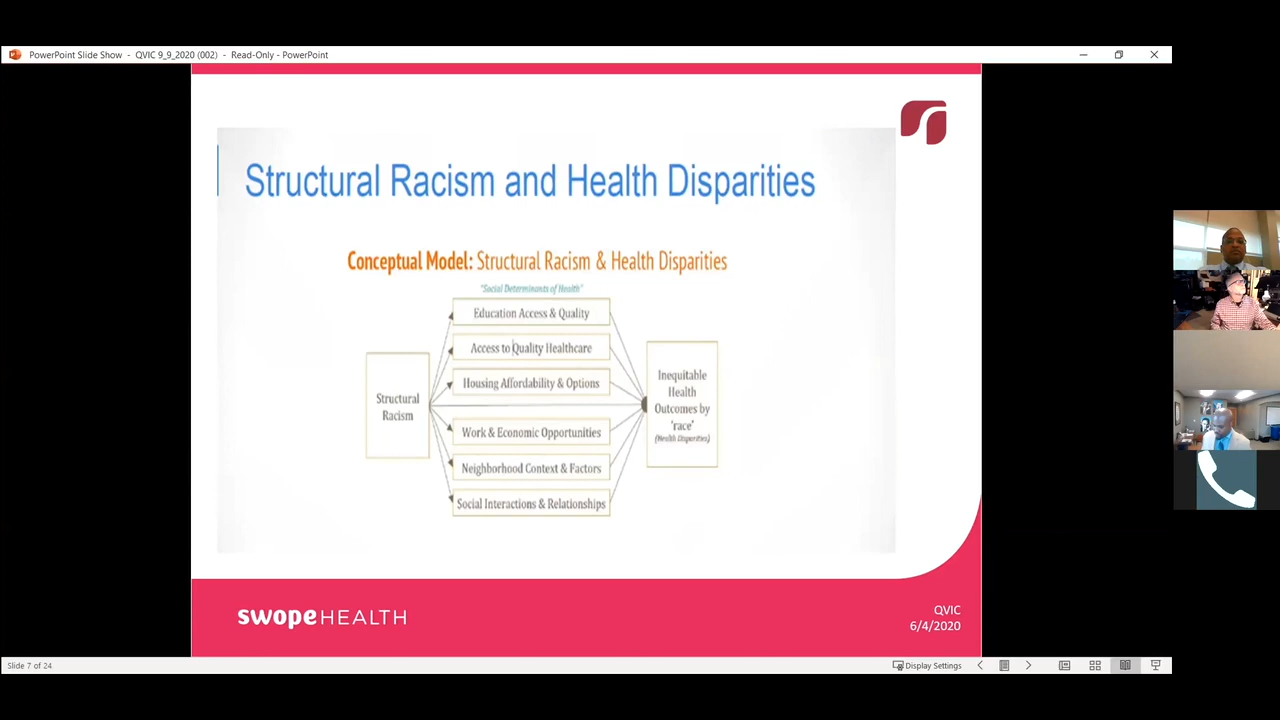 PowerPoint Slide Show - QVIC 9_9_2020 (002) - Read-Only - PowerPoint
Structural Racism and Health Disparities
Conceptual Model: Structural Racism & Health Disparities
"Social Determinants of Health"
Education Access & Quality
Access to Quality Healthcare
Housing Affordability & Options
Work & Economic Opportunities
Neighborhood Context & Factors
Social Interactions & Relationships
Structural
Racism
Inequitable
Health
Outcomes by
"race"
(Health Disparities)
swope HEALTH
QVIC
6/4/2020
Slide 7 of 24
Display Settings